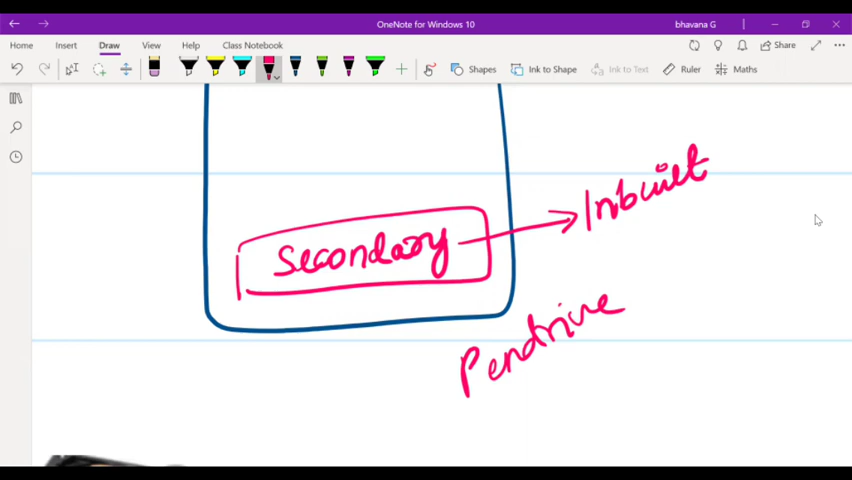 OneNote for Windows 10
bhavana G
Home Insert Draw View Help Class Notebook
Share
Shapes Ink to Shape Ink to Text Ruler Maths
Inbuilt
Secondary
Pendrive